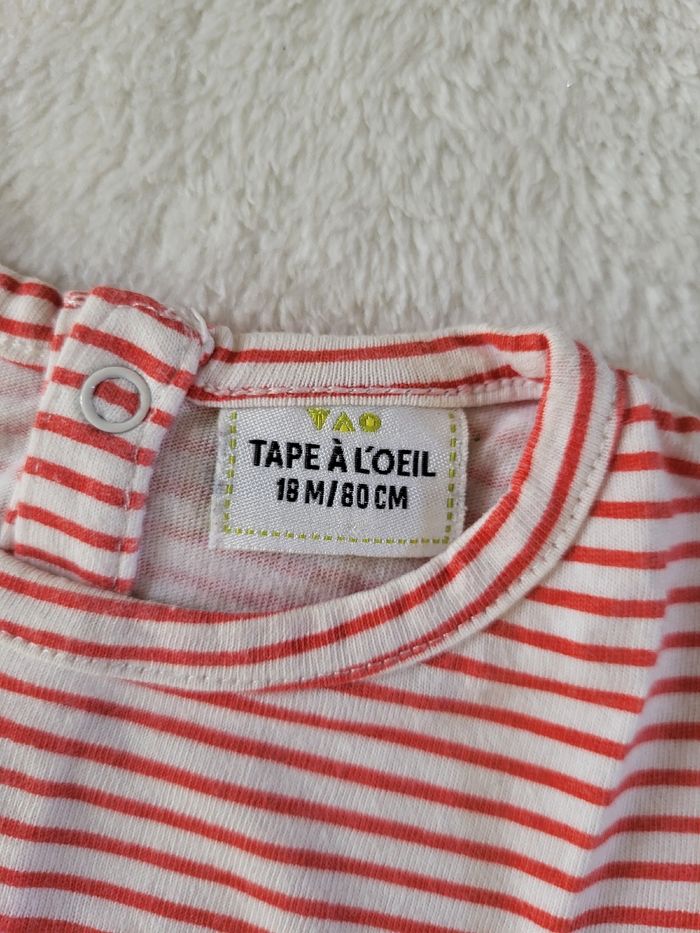 TAO
TAPE À L'OEIL
18 M/80 CM